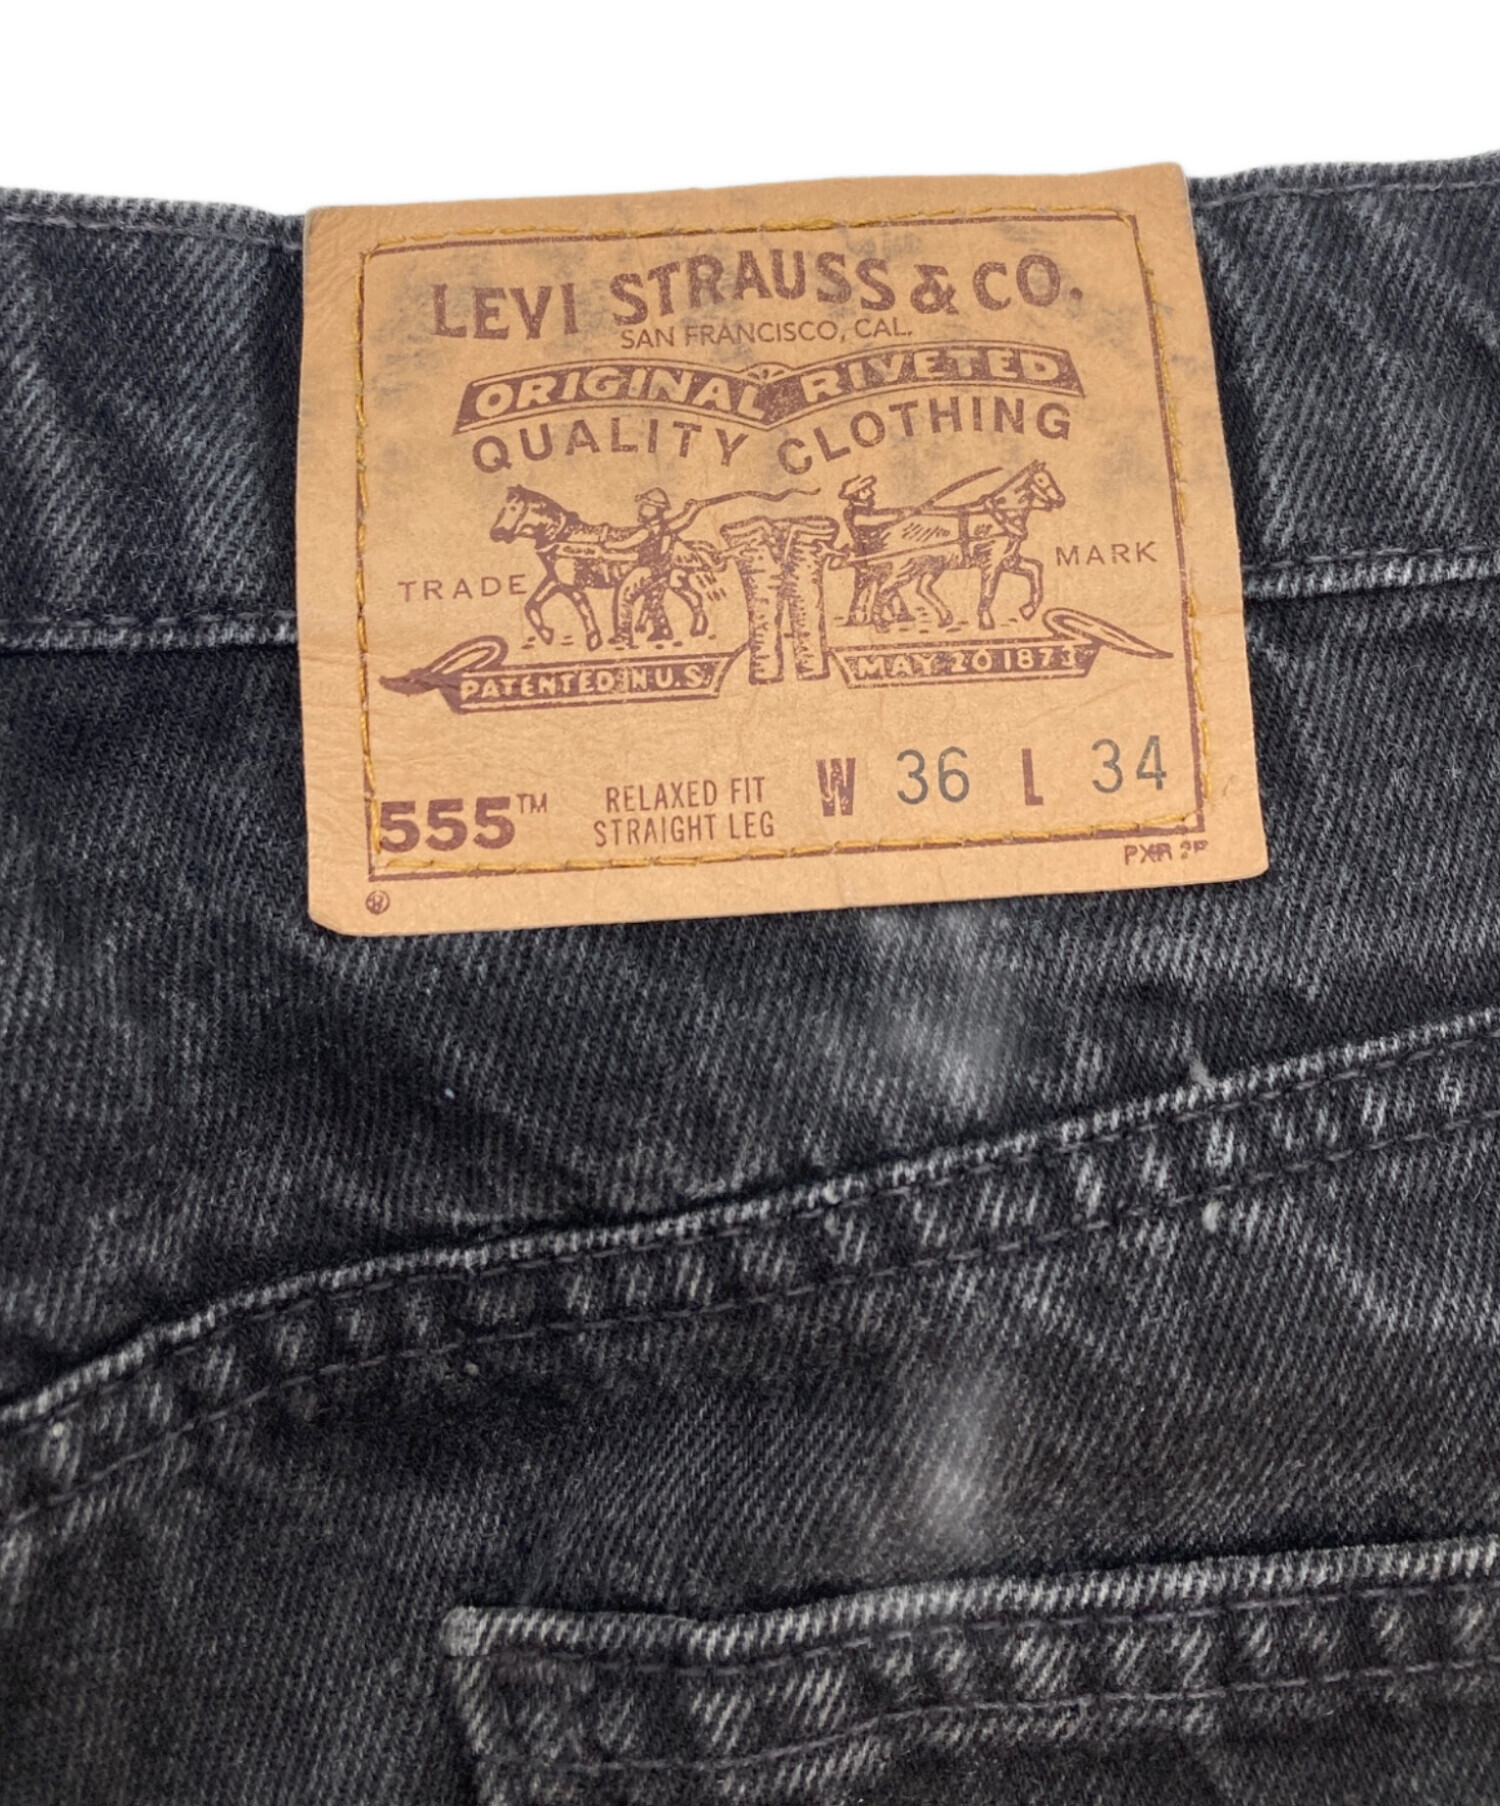 LEVI STRAUSS & CO.
SAN FRANCISCO, CAL.
ORIGINAL RIVETED
QUALITY CLOTHING
TRADE MARK
PATENTED IN U.S. MAY 20 1873
555™ RELAXED FIT STRAIGHT LEG W 36 L 34
®